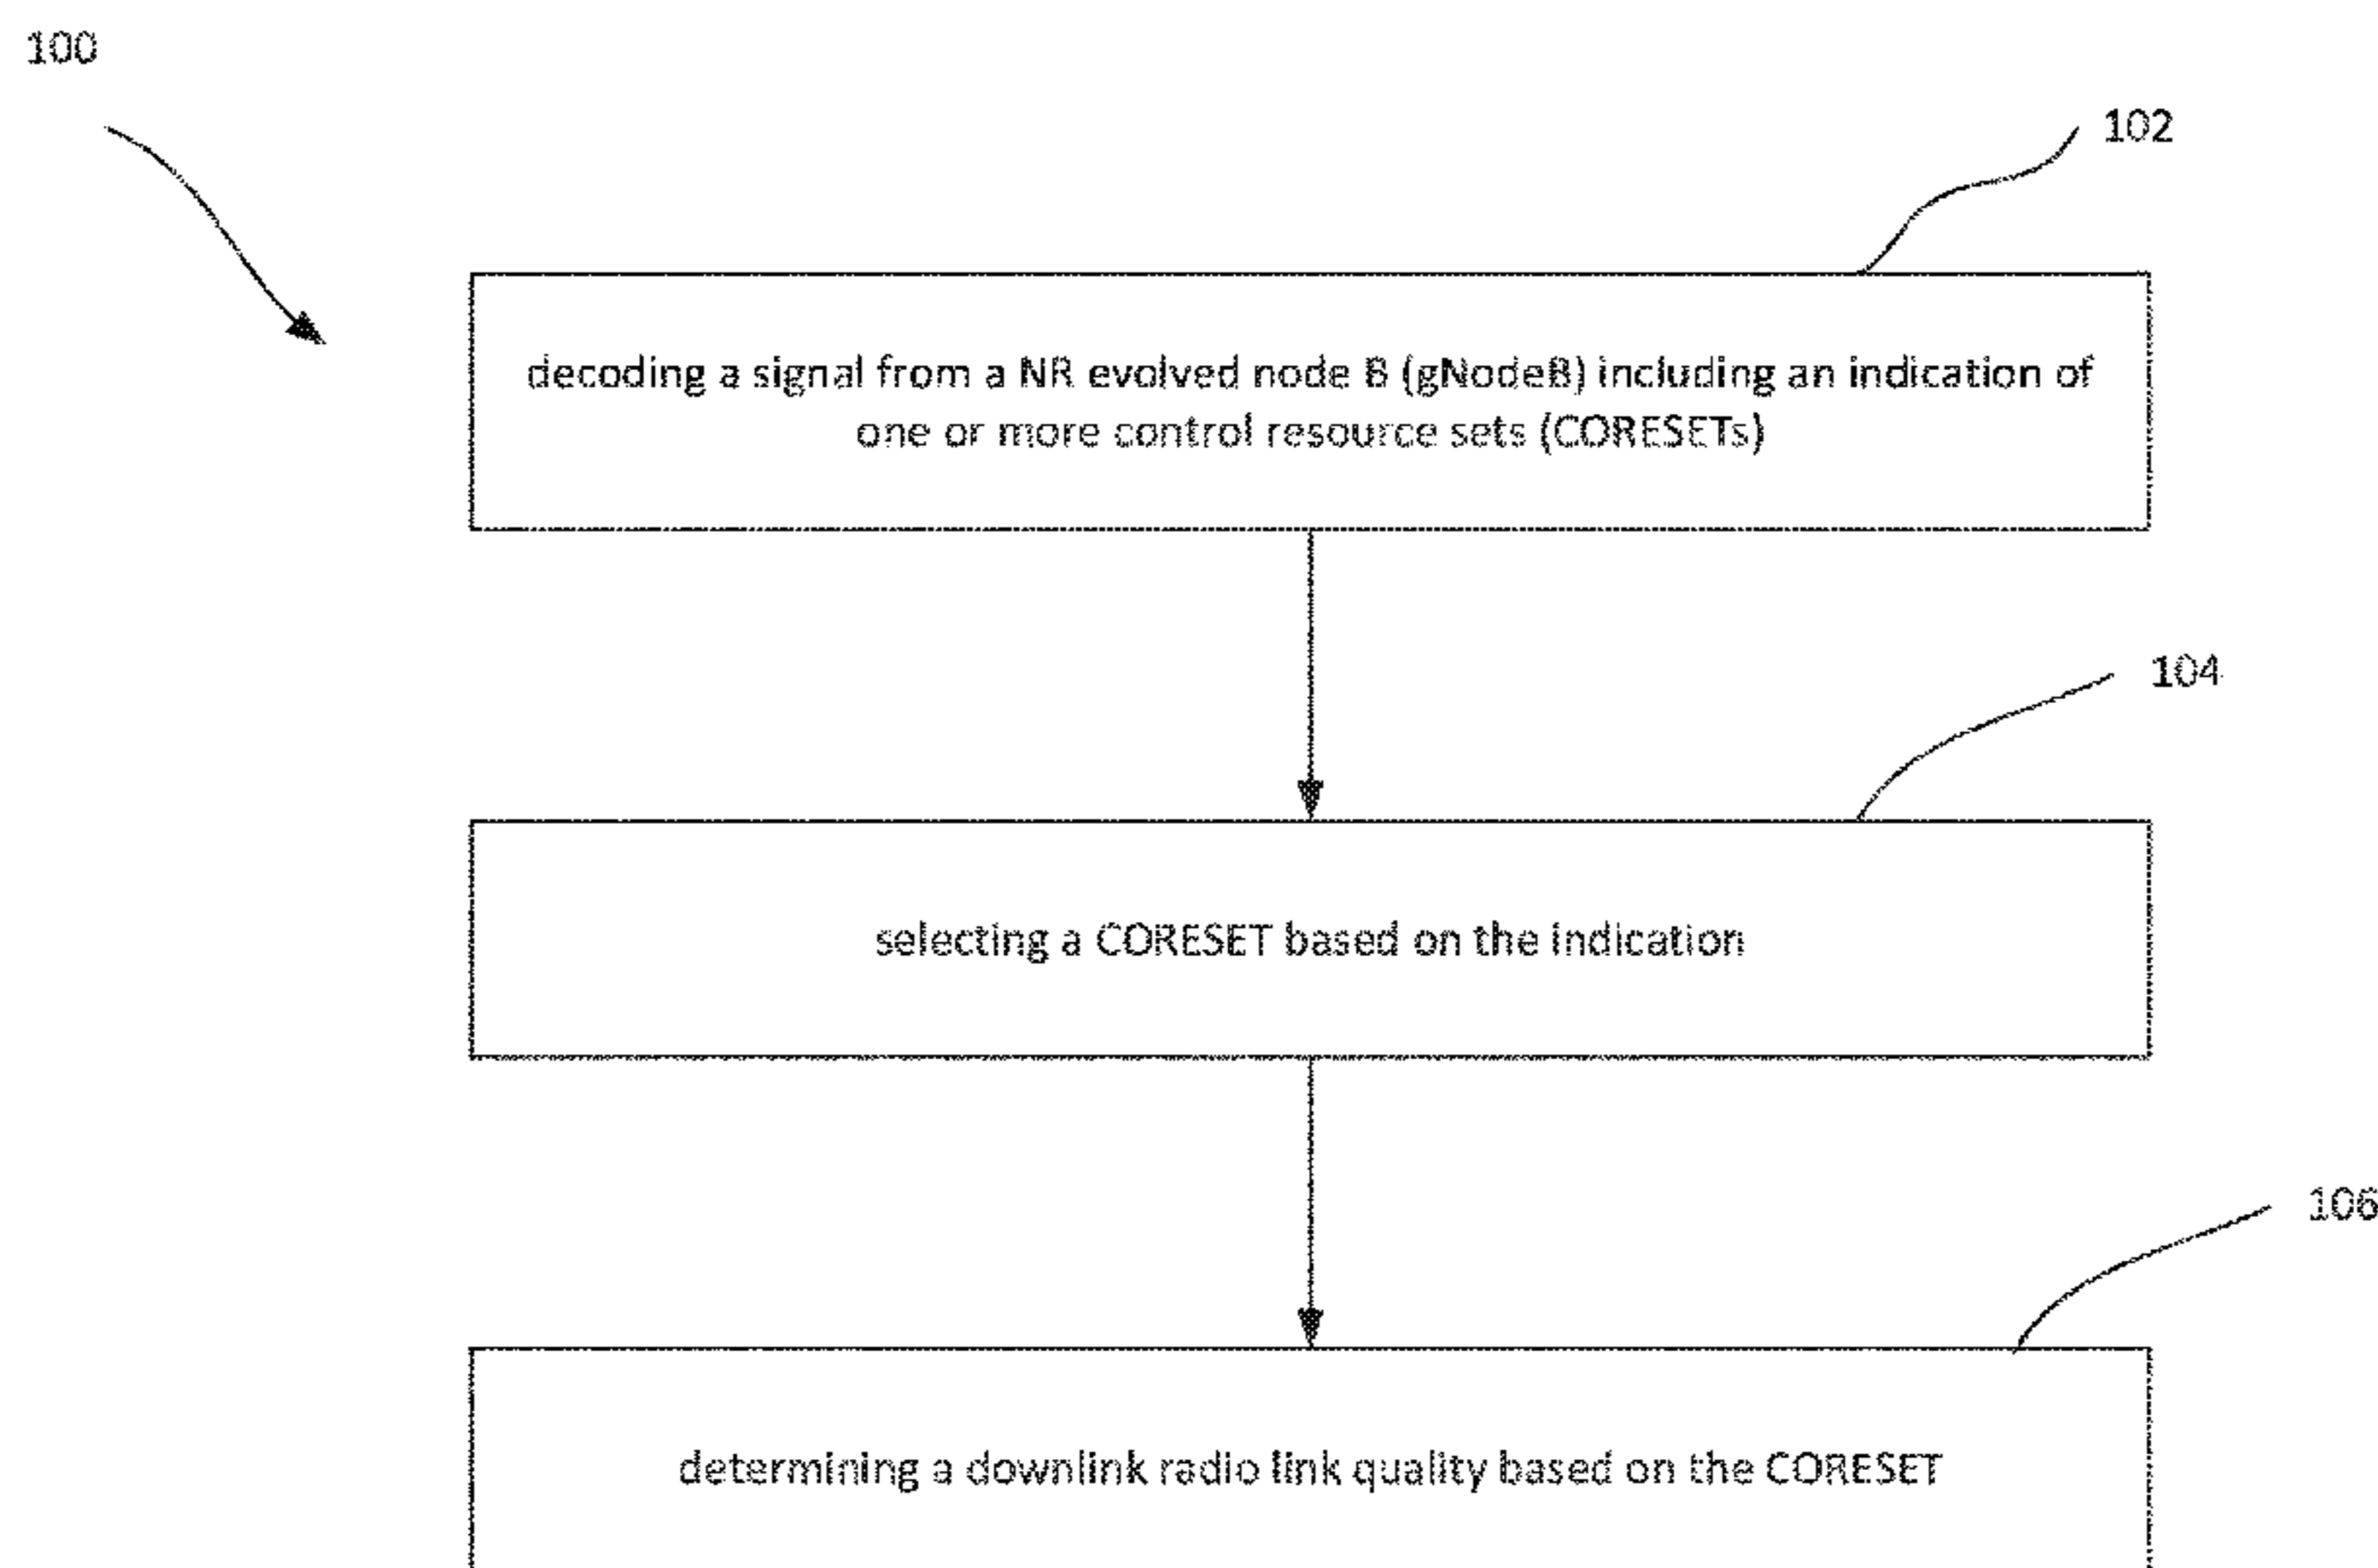 100
102
decoding a signal from a NR evolved node B (gNodeB) including an indication of
one or more control resource sets (CORESETs)
104
selecting a CORESET based on the indication
106
determining a downlink radio link quality based on the CORESET